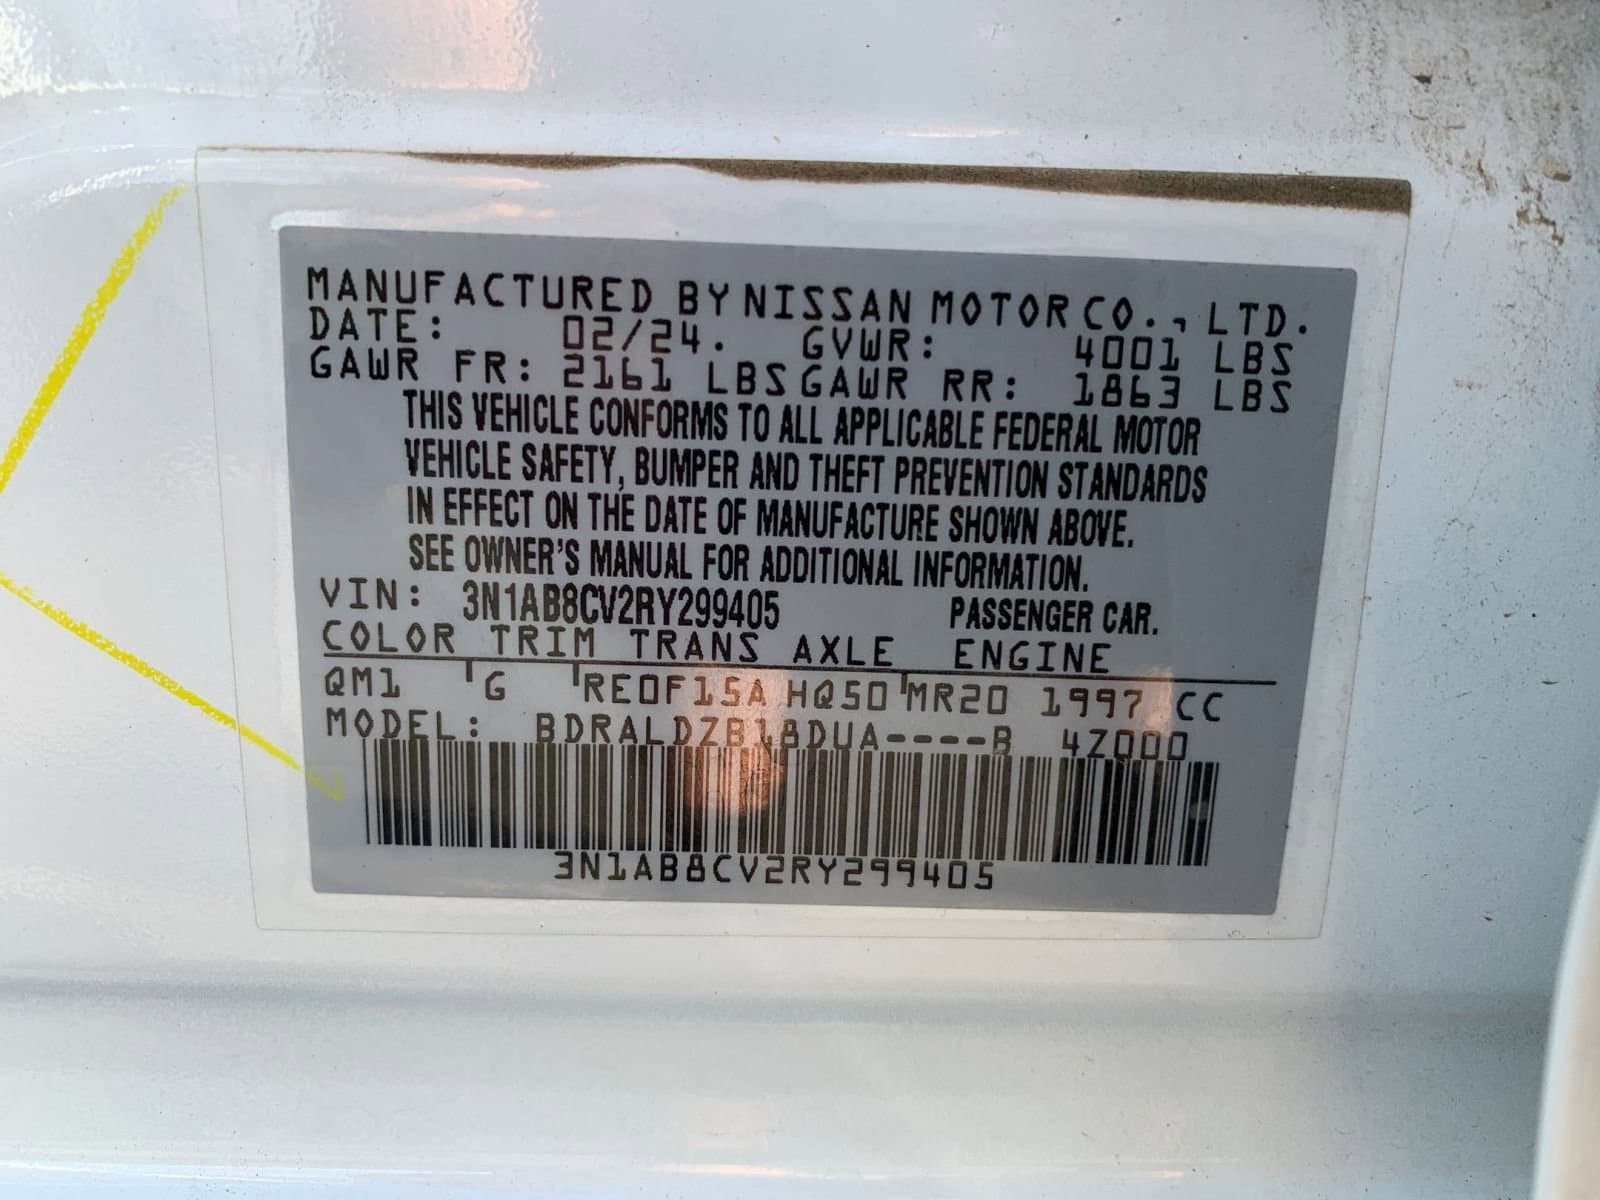 MANUFACTURED BY NISSAN MOTOR CO., LTD.
DATE: 02/24. GVWR: 4001 LBS
GAWR FR: 2161 LBS GAWR RR: 1863 LBS
THIS VEHICLE CONFORMS TO ALL APPLICABLE FEDERAL MOTOR
VEHICLE SAFETY, BUMPER AND THEFT PREVENTION STANDARDS
IN EFFECT ON THE DATE OF MANUFACTURE SHOWN ABOVE.
SEE OWNER'S MANUAL FOR ADDITIONAL INFORMATION.
VIN: 3N1AB8CV2RY299405 PASSENGER CAR.
COLOR TRIM TRANS AXLE ENGINE
QM1 G RE0F15A HQ50 MR20 1997 CC
MODEL: BDRALDZB18DUA----B 4Z000
3N1AB8CV2RY299405